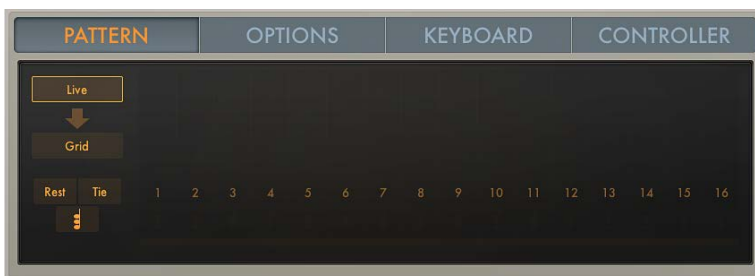 PATTERN OPTIONS KEYBOARD CONTROLLER
Live
Grid
Rest Tie 1 2 3 4 5 6 7 8 9 10 11 12 13 14 15 16